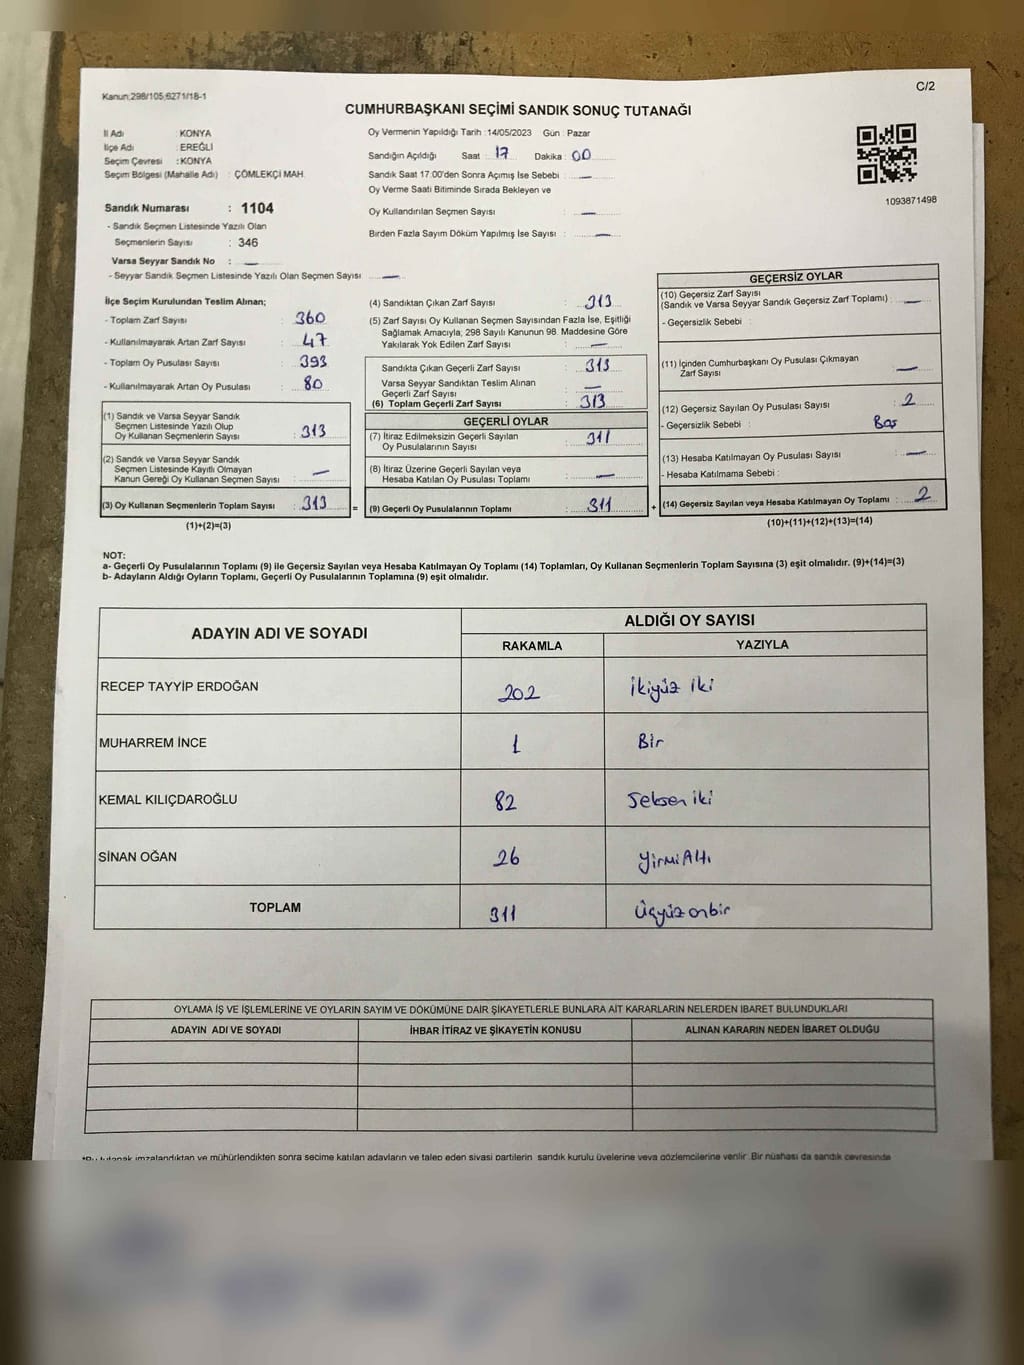 C/2
Kanun;298/105;6271/18-1
CUMHURBAŞKANI SEÇİMİ SANDIK SONUÇ TUTANAĞI
İl Adı : KONYA
İlçe Adı : EREĞLİ
Seçim Çevresi : KONYA
Seçim Bölgesi (Mahalle Adı) : ÇÖMLEKÇİ MAH.
Sandık Numarası : 1104
- Sandık Seçmen Listesinde Yazılı Olan
Seçmenlerin Sayısı : 346
Varsa Seyyar Sandık No : —
- Seyyar Sandık Seçmen Listesinde Yazılı Olan Seçmen Sayısı —
Oy Vermenin Yapıldığı Tarih :14/05/2023 Gün : Pazar
Sandığın Açıldığı Saat : 17 Dakika : 00
Sandık Saat 17:00'den Sonra Açımış İse Sebebi : —
Oy Verme Saati Bitiminde Sırada Bekleyen ve
Oy Kullandırılan Seçmen Sayısı : —
Birden Fazla Sayım Döküm Yapılmış İse Sayısı : —
1093871498
İlçe Seçim Kurulundan Teslim Alınan;
- Toplam Zarf Sayısı : 360
- Kullanılmayarak Artan Zarf Sayısı : 47
- Toplam Oy Pusulası Sayısı : 393
- Kullanılmayarak Artan Oy Pusulası : 80
(1) Sandık ve Varsa Seyyar Sandık
Seçmen Listesinde Yazılı Olup
Oy Kullanan Seçmenlerin Sayısı : 313
(2) Sandık ve Varsa Seyyar Sandık
Seçmen Listesinde Kayıtlı Olmayan
Kanun Gereği Oy Kullanan Seçmen Sayısı : —
(3) Oy Kullanan Seçmenlerin Toplam Sayısı : 313
(1)+(2)=(3)
(4) Sandıktan Çıkan Zarf Sayısı : 313
(5) Zarf Sayısı Oy Kullanan Seçmen Sayısından Fazla İse, Eşitliği
Sağlamak Amacıyla, 298 Sayılı Kanunun 98. Maddesine Göre
Yakılarak Yok Edilen Zarf Sayısı : —
Sandıkta Çıkan Geçerli Zarf Sayısı : 313
Varsa Seyyar Sandıktan Teslim Alınan
Geçerli Zarf Sayısı : —
(6) Toplam Geçerli Zarf Sayısı : 313
GEÇERLİ OYLAR
(7) İtiraz Edilmeksizin Geçerli Sayılan
Oy Pusulalarının Sayısı : 311
(8) İtiraz Üzerine Geçerli Sayılan veya
Hesaba Katılan Oy Pusulası Toplamı : —
= (9) Geçerli Oy Pusulalarının Toplamı : 311 +
GEÇERSİZ OYLAR
(10) Geçersiz Zarf Sayısı
(Sandık ve Varsa Seyyar Sandık Geçersiz Zarf Toplamı) : —
- Geçersizlik Sebebi :
(11) İçinden Cumhurbaşkanı Oy Pusulası Çıkmayan
Zarf Sayısı : —
(12) Geçersiz Sayılan Oy Pusulası Sayısı : 2
- Geçersizlik Sebebi : Boş
(13) Hesaba Katılmayan Oy Pusulası Sayısı : —
- Hesaba Katılmama Sebebi :
(14) Geçersiz Sayılan veya Hesaba Katılmayan Oy Toplamı : 2
(10)+(11)+(12)+(13)=(14)
NOT:
a- Geçerli Oy Pusulalarının Toplamı (9) ile Geçersiz Sayılan veya Hesaba Katılmayan Oy Toplamı (14) Toplamları, Oy Kullanan Seçmenlerin Toplam Sayısına (3) eşit olmalıdır. (9)+(14)=(3)
b- Adayların Aldığı Oyların Toplamı, Geçerli Oy Pusulalarının Toplamına (9) eşit olmalıdır.
ADAYIN ADI VE SOYADI ALDIĞI OY SAYISI
RAKAMLA YAZIYLA
RECEP TAYYİP ERDOĞAN 202 ikiyüz iki
MUHARREM İNCE 1 Bir
KEMAL KILIÇDAROĞLU 82 Seksen iki
SİNAN OĞAN 26 yirmi Altı
TOPLAM 311 üçyüz onbir
OYLAMA İŞ VE İŞLEMLERİNE VE OYLARIN SAYIM VE DÖKÜMÜNE DAİR ŞİKAYETLERLE BUNLARA AİT KARARLARIN NELERDEN İBARET BULUNDUKLARI
ADAYIN ADI VE SOYADI İHBAR İTİRAZ VE ŞİKAYETİN KONUSU ALINAN KARARIN NEDEN İBARET OLDUĞU
*Bu tutanak imzalandıktan ve mühürlendikten sonra seçime katılan adayların ve talep eden siyasi partilerin sandık kurulu üyelerine veya gözlemcilerine verilir. Bir nüshası da sandık çevresinde